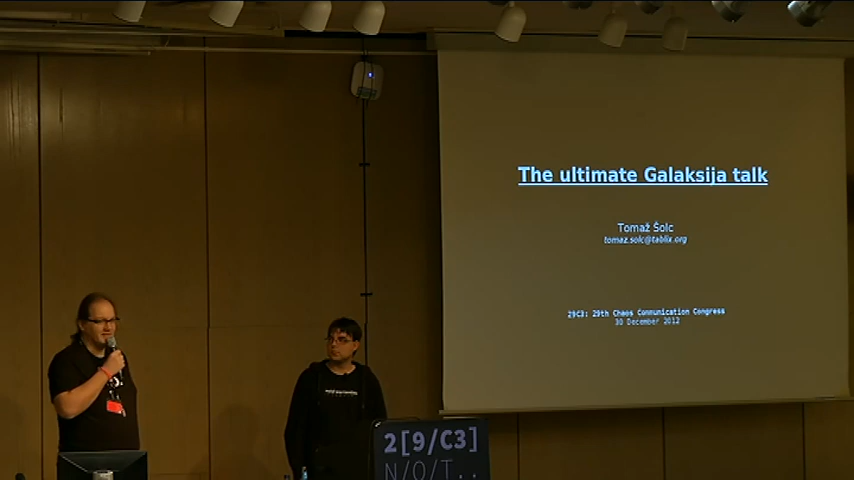 The ultimate Galaksija talk
Tomaž Šolc
tomaz.solc@tablix.org
29C3: 29th Chaos Communication Congress
30 December 2012
2[9/C3]
N/O/T..